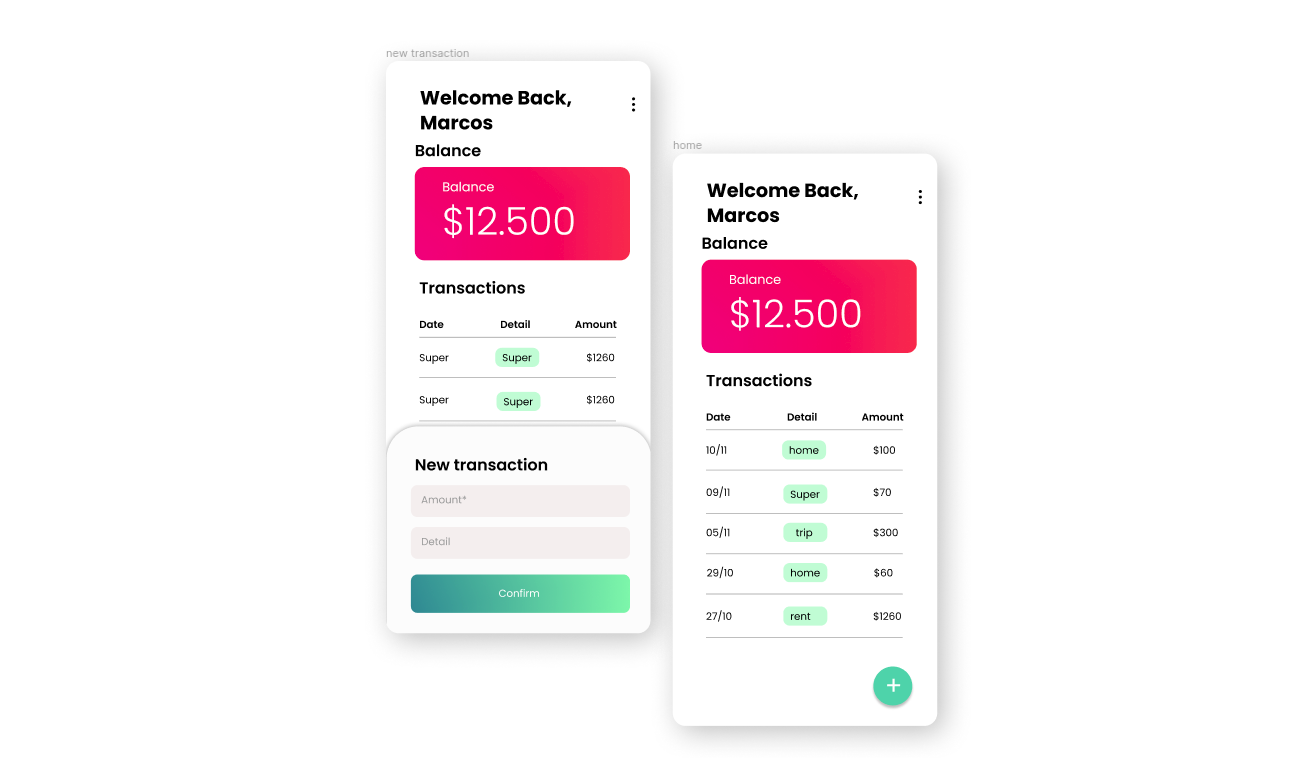 new transaction
Welcome Back,
Marcos
Balance
Balance
$12.500
Transactions
Date Detail Amount
Super Super $1260
Super Super $1260
New transaction
Amount*
Detail
Confirm
home
Welcome Back,
Marcos
Balance
Balance
$12.500
Transactions
Date Detail Amount
10/11 home $100
09/11 Super $70
05/11 trip $300
29/10 home $60
27/10 rent $1260
+